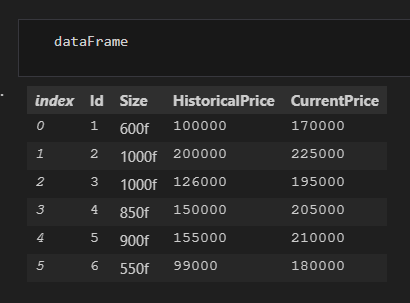 dataFrame
index Id Size HistoricalPrice CurrentPrice
0 1 600f 100000 170000
1 2 1000f 200000 225000
2 3 1000f 126000 195000
3 4 850f 150000 205000
4 5 900f 155000 210000
5 6 550f 99000 180000